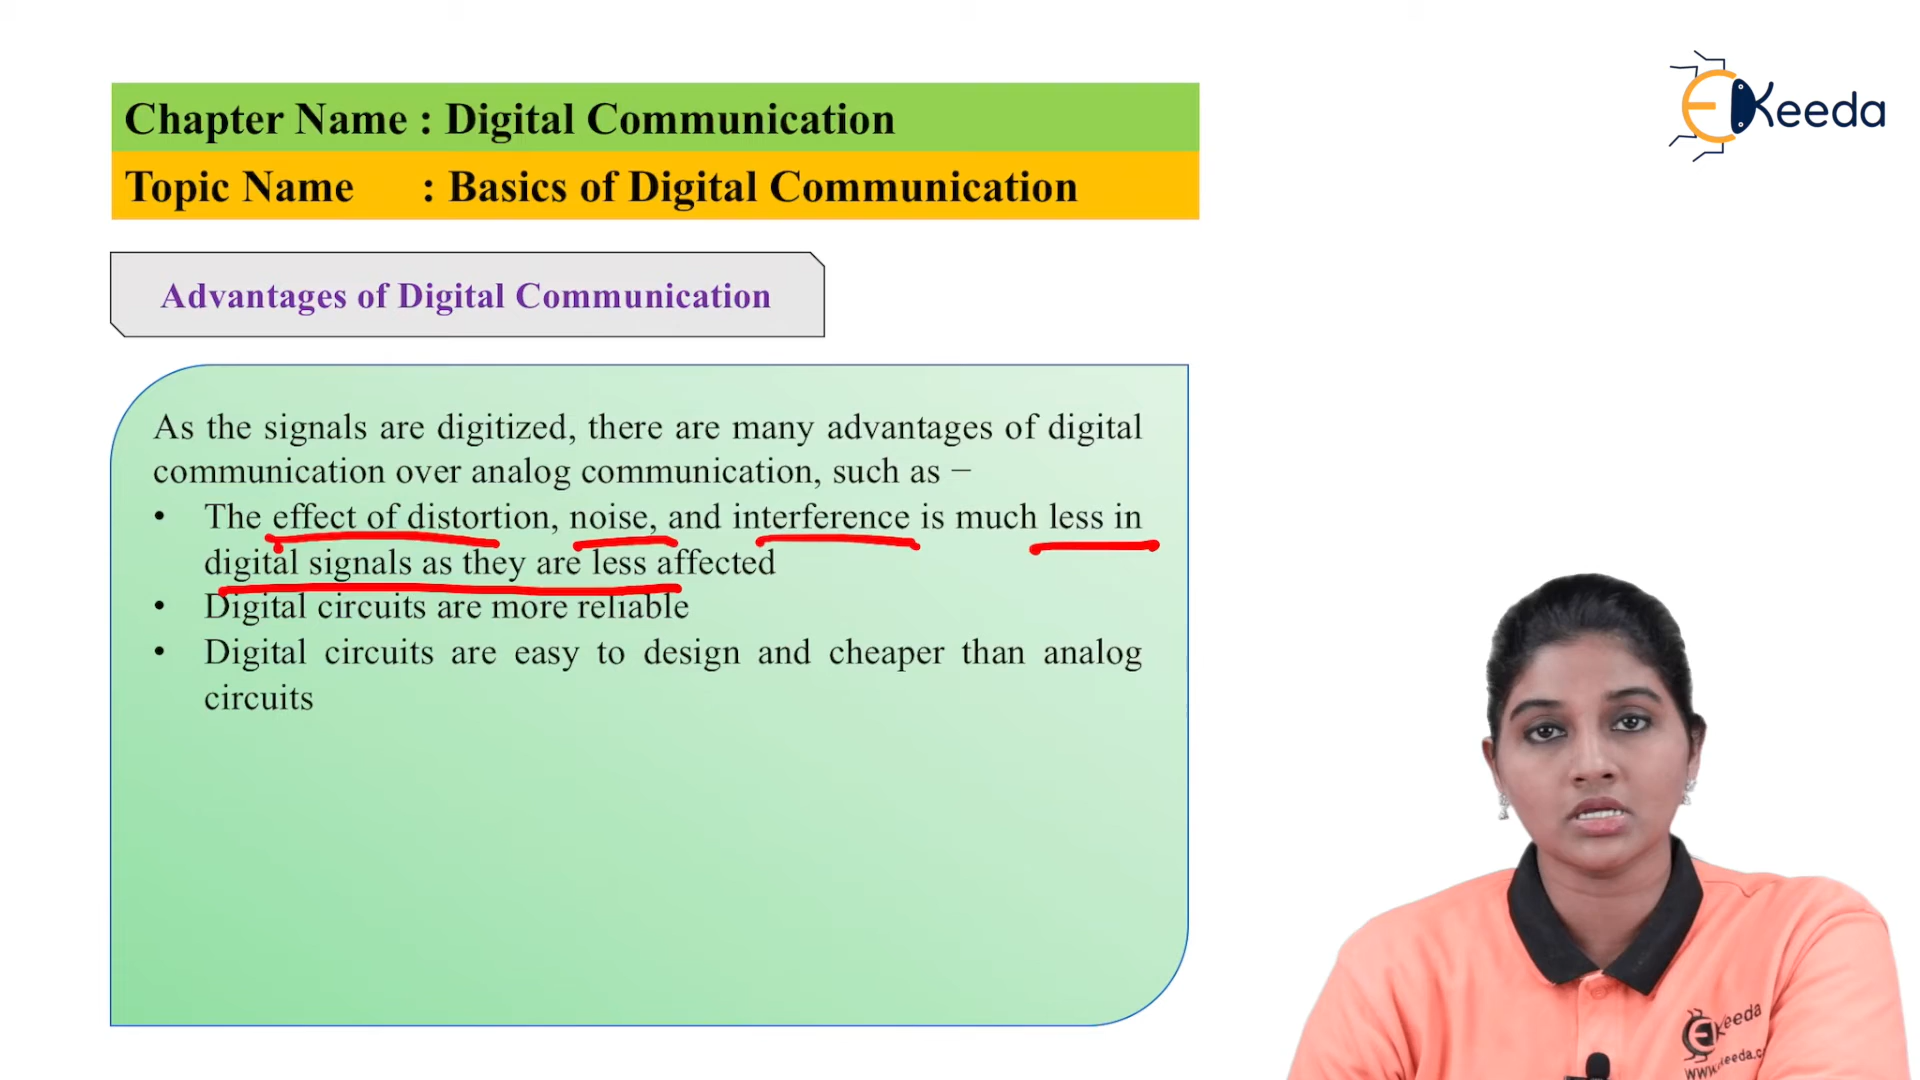 Chapter Name : Digital Communication
Topic Name : Basics of Digital Communication
EKeeda
Advantages of Digital Communication
As the signals are digitized, there are many advantages of digital
communication over analog communication, such as −
• The effect of distortion, noise, and interference is much less in
digital signals as they are less affected
• Digital circuits are more reliable
• Digital circuits are easy to design and cheaper than analog
circuits
EKeeda